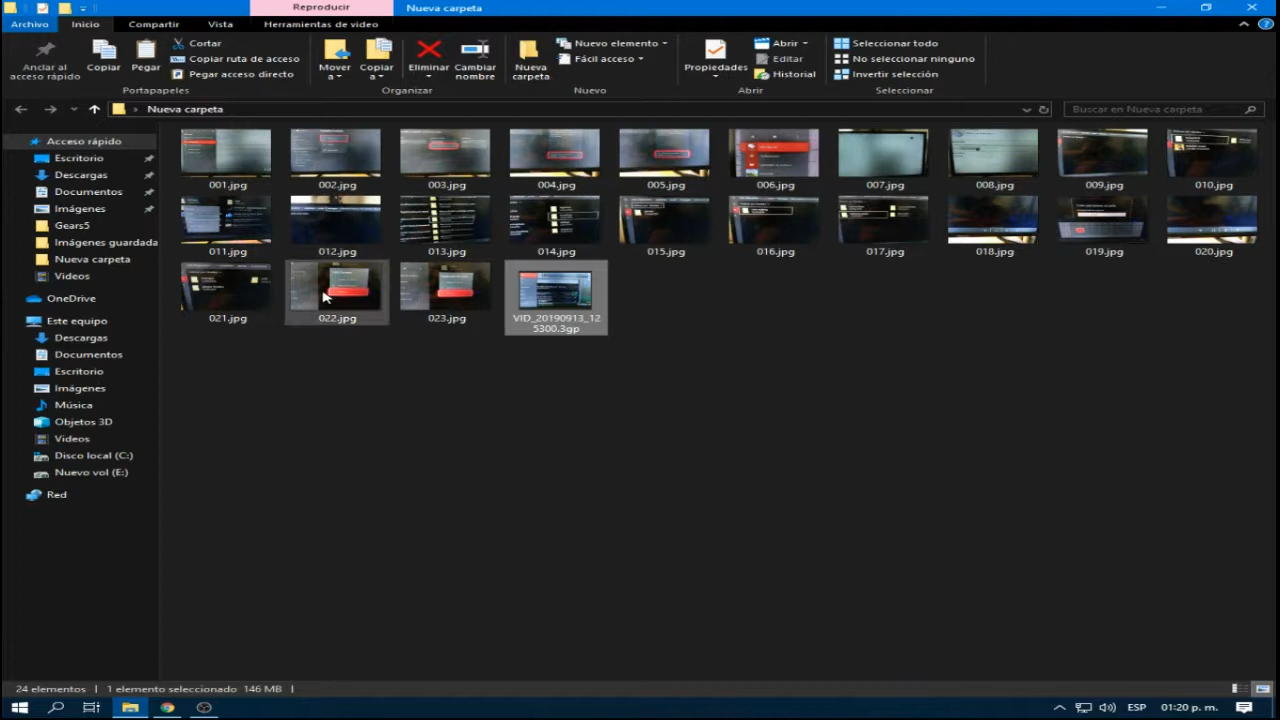 Reproducir
Nueva carpeta
Archivo
Inicio
Compartir
Vista
Herramientas de video
Anclar al
acceso rápido
Copiar
Pegar
Cortar
Copiar ruta de acceso
Pegar acceso directo
Portapapeles
Mover
a
Copiar
a
Eliminar
Cambiar
nombre
Organizar
Nueva
carpeta
Nuevo elemento
Fácil acceso
Nuevo
Propiedades
Abrir
Editar
Historial
Abrir
Seleccionar todo
No seleccionar ninguno
Invertir selección
Seleccionar
Nueva carpeta
Buscar en Nueva carpeta
Acceso rápido
Escritorio
Descargas
Documentos
Imágenes
Gears5
Imágenes guardada
Nueva carpeta
Videos
OneDrive
Este equipo
Descargas
Documentos
Escritorio
Imágenes
Música
Objetos 3D
Videos
Disco local (C:)
Nuevo vol (E:)
Red
001.jpg
002.jpg
003.jpg
004.jpg
005.jpg
006.jpg
007.jpg
008.jpg
009.jpg
010.jpg
011.jpg
012.jpg
013.jpg
014.jpg
015.jpg
016.jpg
017.jpg
018.jpg
019.jpg
020.jpg
021.jpg
022.jpg
023.jpg
VID_20190913_12
5300.3gp
24 elementos
1 elemento seleccionado 146 MB
ESP
01:20 p. m.